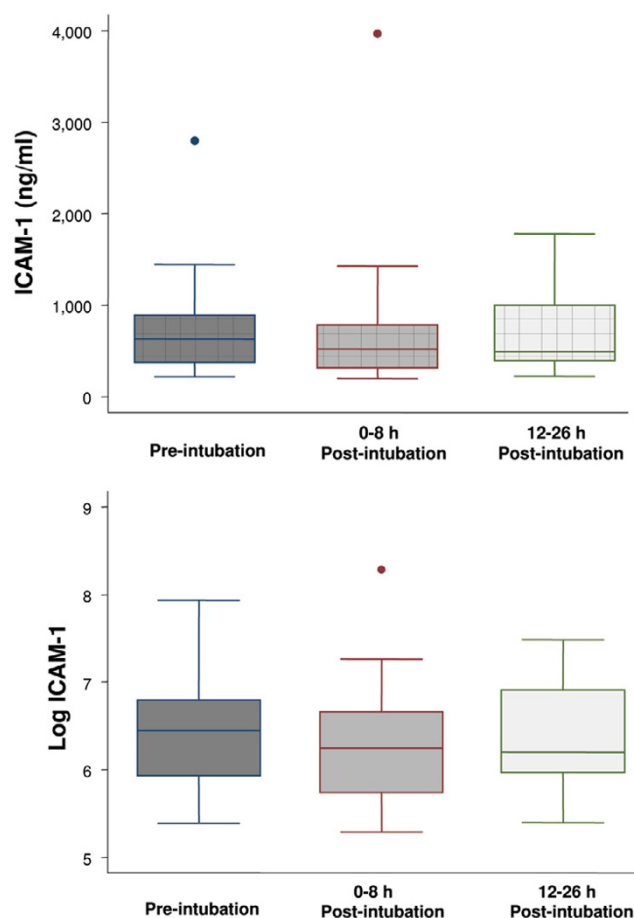 4,000
3,000
2,000
1,000
0
ICAM-1 (ng/ml)
Pre-intubation
0-8 h
Post-intubation
12-26 h
Post-intubation
9
8
7
6
5
Log ICAM-1
Pre-intubation
0-8 h
Post-intubation
12-26 h
Post-intubation